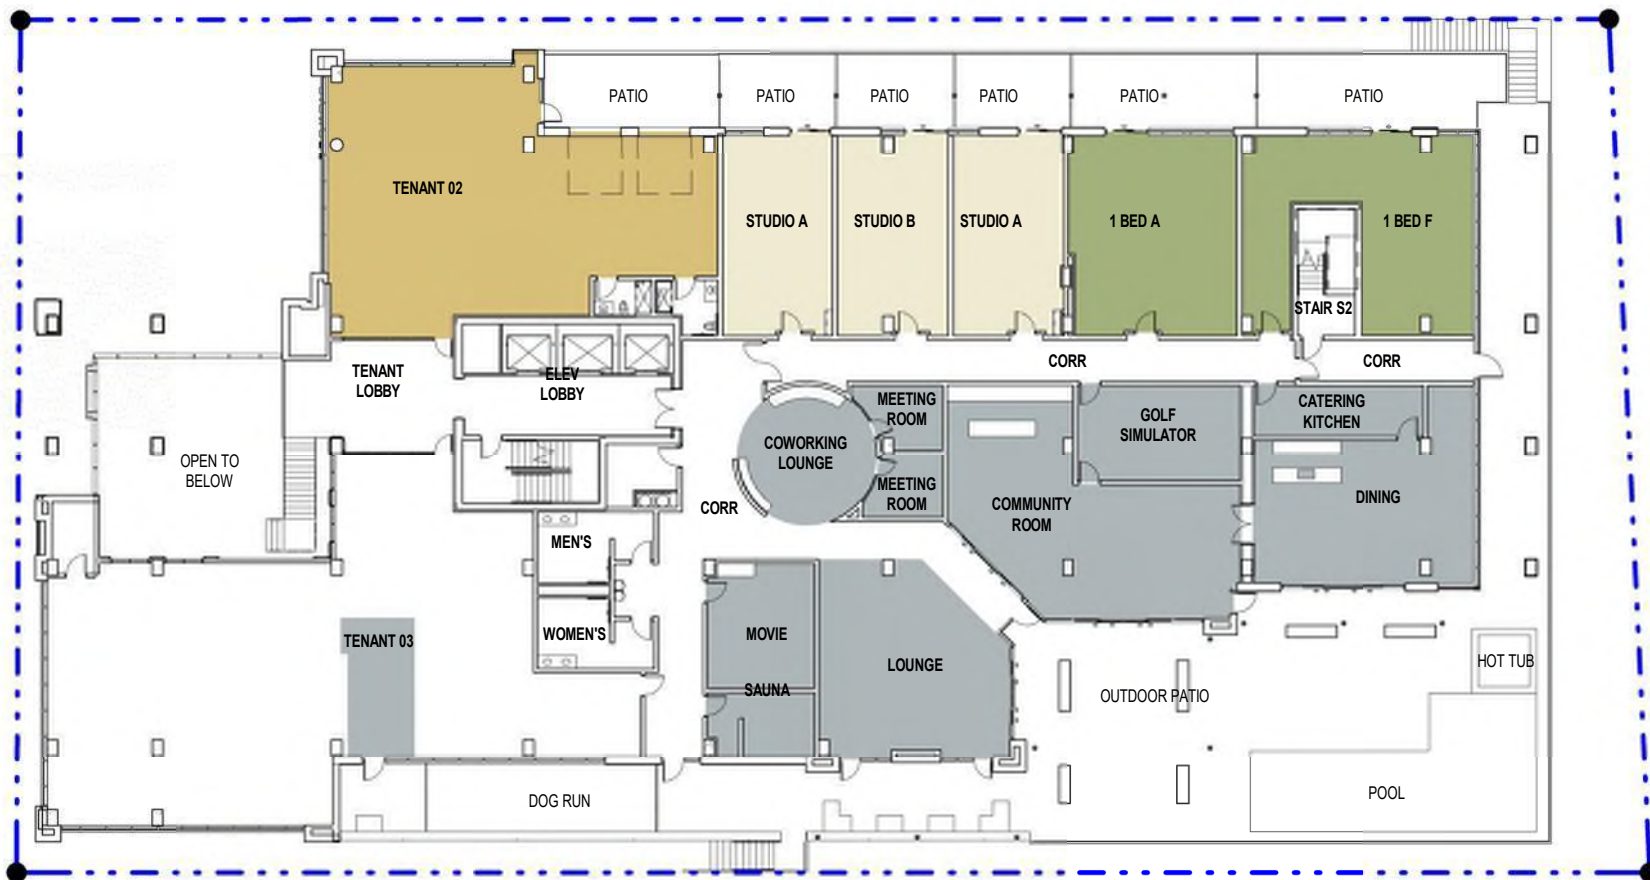 PATIO
PATIO
PATIO
PATIO
PATIO
PATIO
TENANT 02
STUDIO A
STUDIO B
STUDIO A
1 BED A
1 BED F
STAIR S2
TENANT
LOBBY
ELEV
LOBBY
CORR
CORR
MEETING
ROOM
COWORKING
LOUNGE
MEETING
ROOM
GOLF
SIMULATOR
CATERING
KITCHEN
OPEN TO
BELOW
CORR
COMMUNITY
ROOM
DINING
MEN'S
WOMEN'S
TENANT 03
MOVIE
SAUNA
LOUNGE
OUTDOOR PATIO
HOT TUB
DOG RUN
POOL